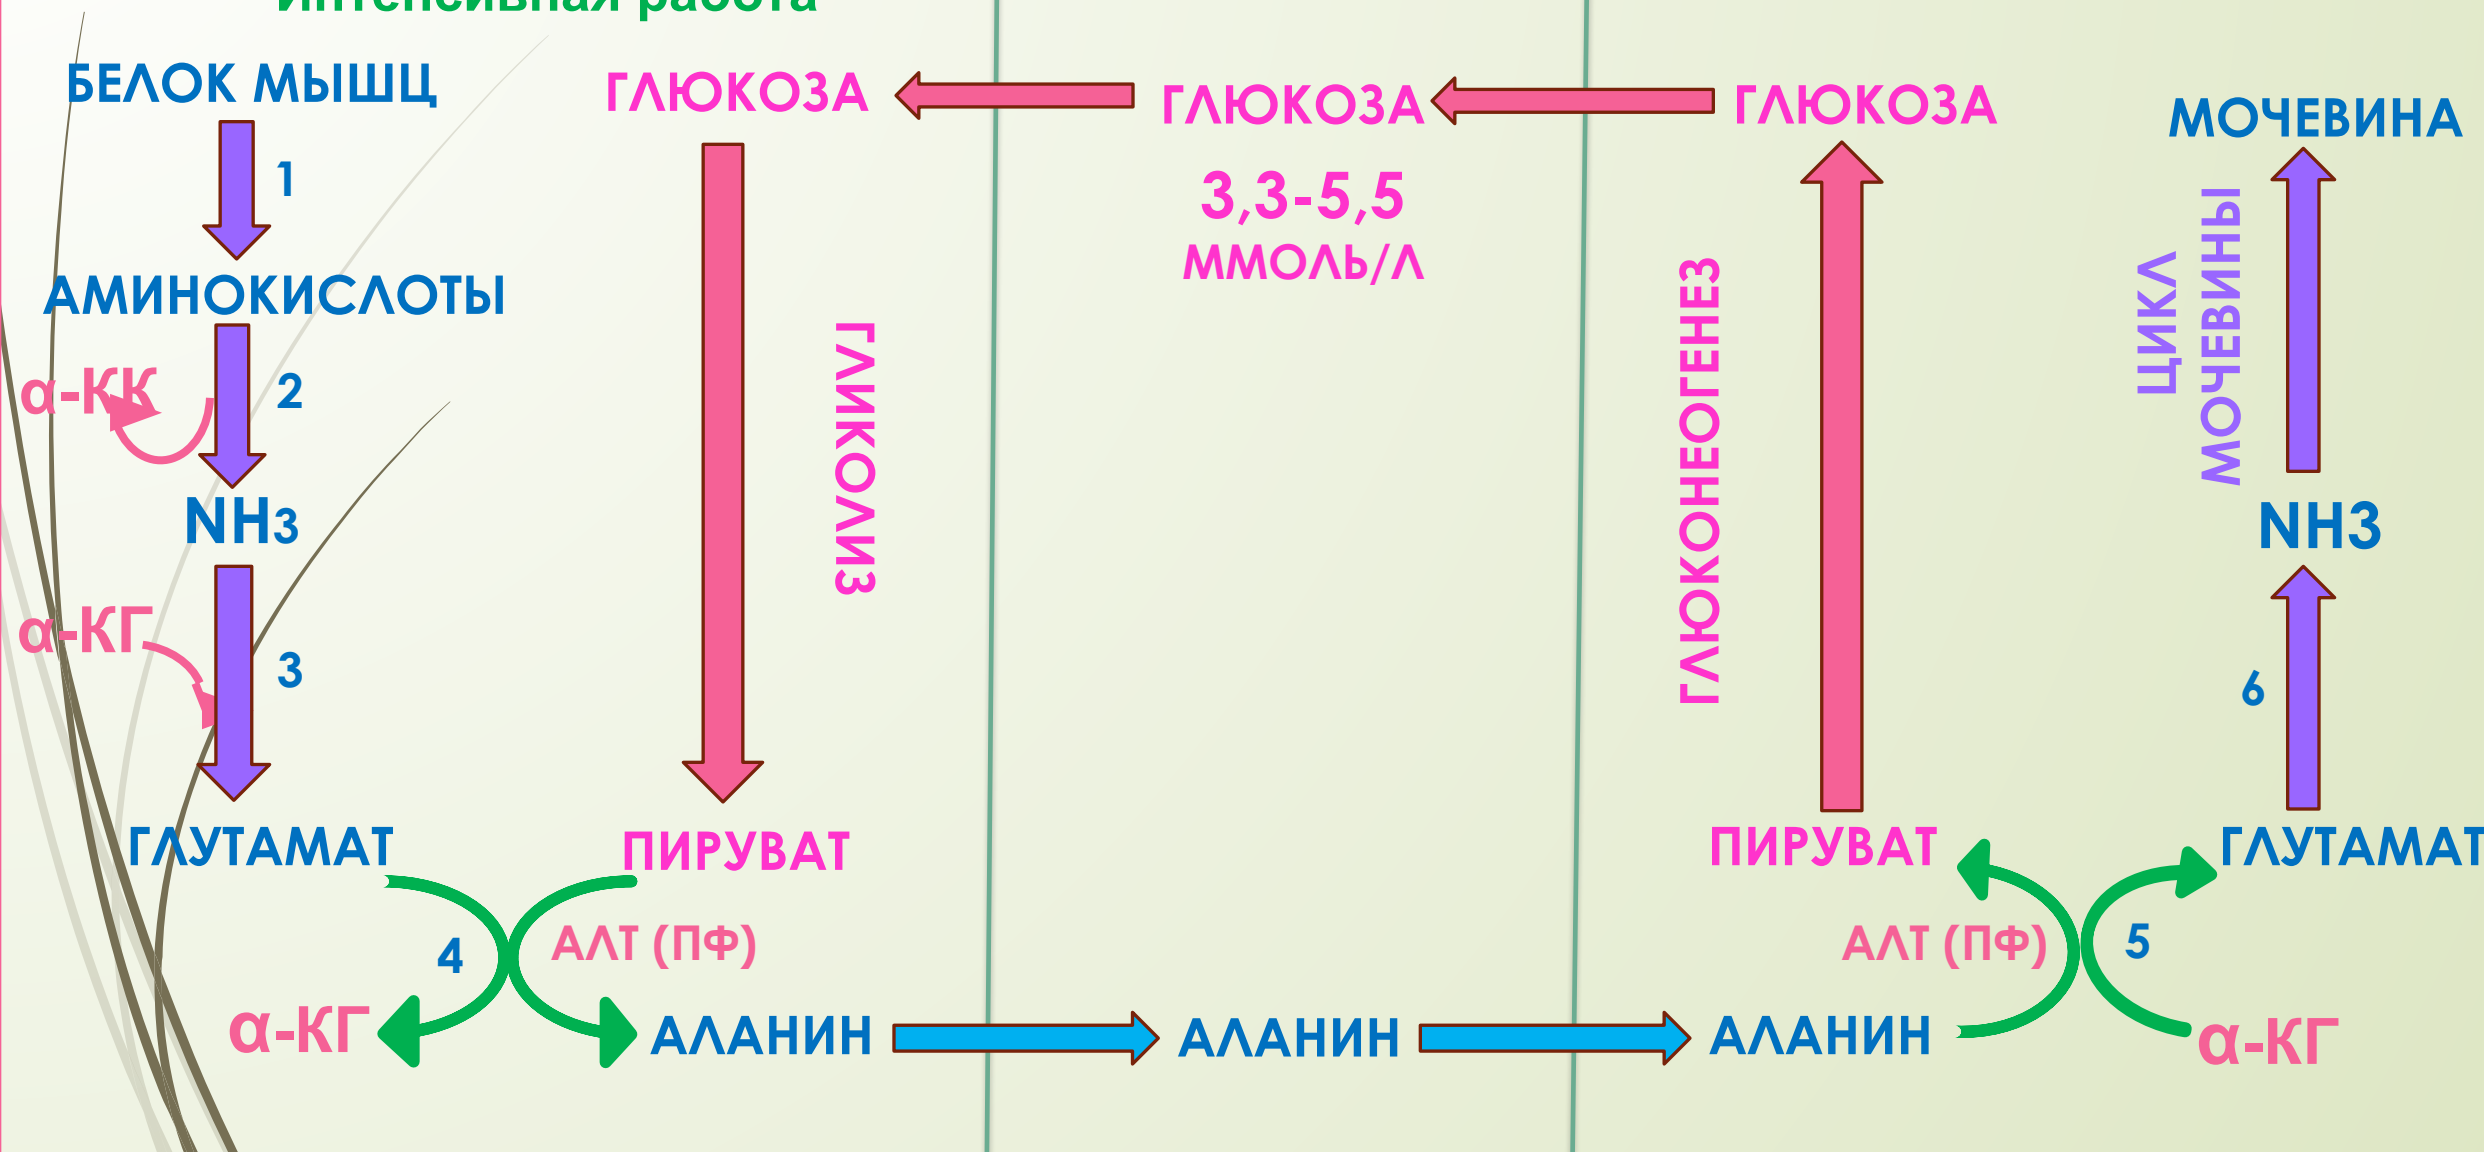 Интенсивная работа
БЕЛОК МЫШЦ
ГЛЮКОЗА
ГЛЮКОЗА
ГЛЮКОЗА
МОЧЕВИНА
1
3,3-5,5
ММОЛЬ/Л
АМИНОКИСЛОТЫ
α-КК
2
ГЛИКОЛИЗ
ГЛЮКОНЕОГЕНЕЗ
ЦИКЛ
МОЧЕВИНЫ
NH3
NH3
α-КГ
3
6
ГЛУТАМАТ
ПИРУВАТ
ПИРУВАТ
ГЛУТАМАТ
4
АЛТ (ПФ)
АЛТ (ПФ)
5
α-КГ
АЛАНИН
АЛАНИН
АЛАНИН
α-КГ